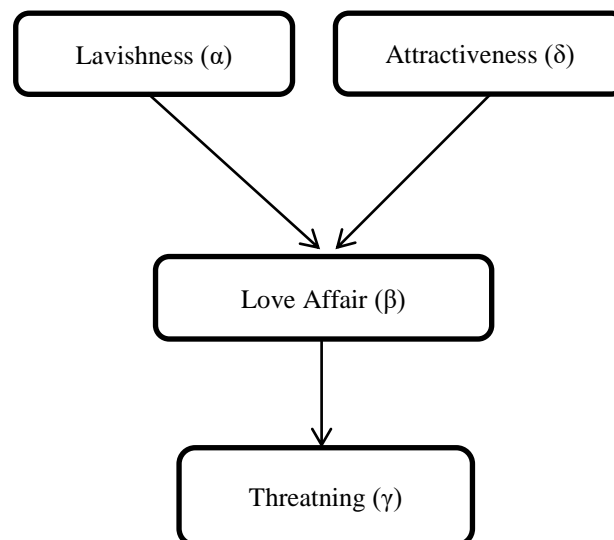 Lavishness (α)
Attractiveness (δ)
Love Affair (β)
Threatning (γ)